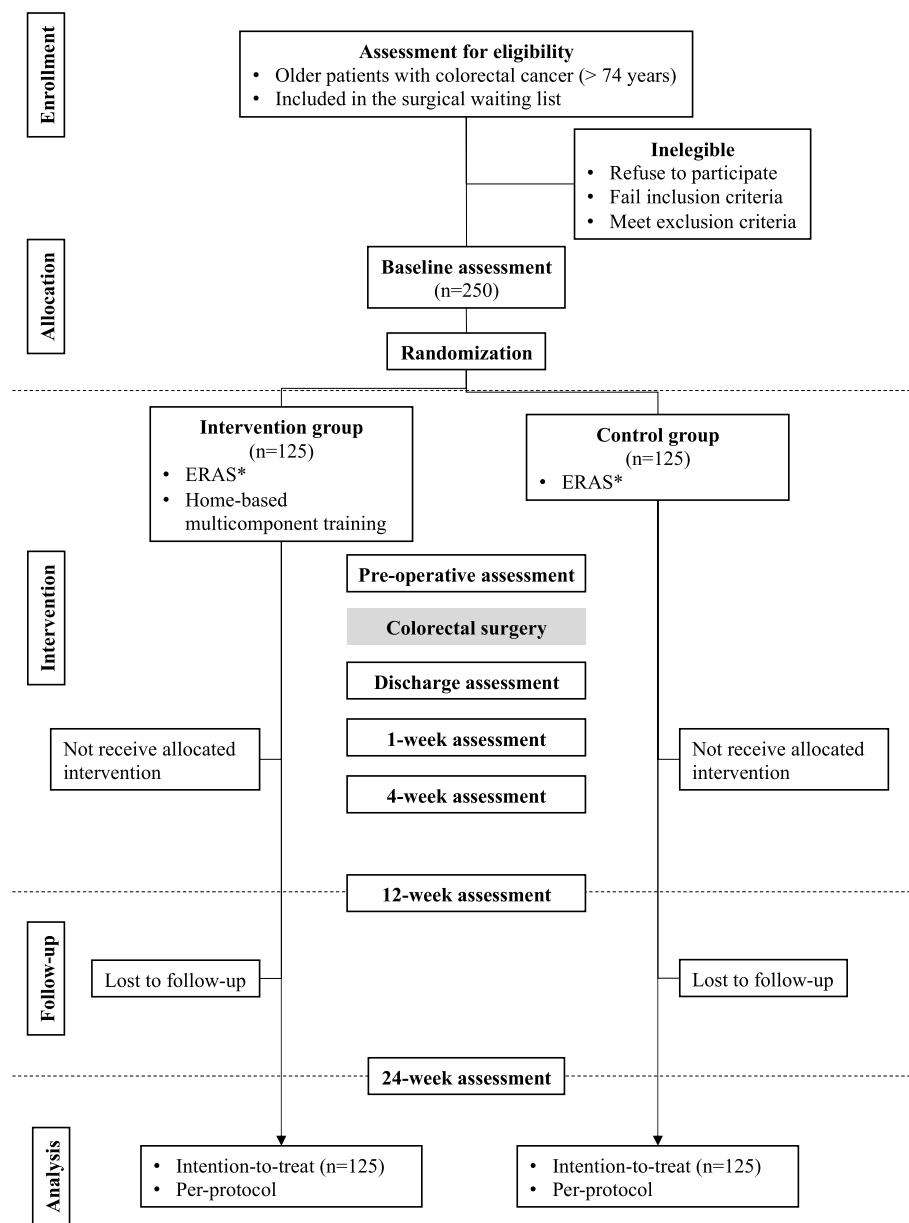 Enrollment
Assessment for eligibility
• Older patients with colorectal cancer (> 74 years)
• Included in the surgical waiting list
Inelegible
• Refuse to participate
• Fail inclusion criteria
• Meet exclusion criteria
Allocation
Baseline assessment
(n=250)
Randomization
Intervention group
(n=125)
• ERAS*
• Home-based
multicomponent training
Control group
(n=125)
• ERAS*
Intervention
Pre-operative assessment
Colorectal surgery
Discharge assessment
1-week assessment
4-week assessment
Not receive allocated
intervention
Not receive allocated
intervention
12-week assessment
Follow-up
Lost to follow-up
Lost to follow-up
24-week assessment
Analysis
• Intention-to-treat (n=125)
• Per-protocol
• Intention-to-treat (n=125)
• Per-protocol